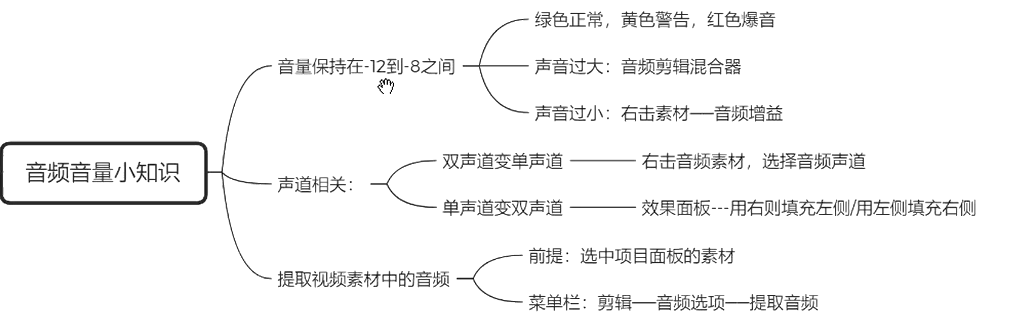 音频音量小知识
音量保持在-12到-8之间
绿色正常，黄色警告，红色爆音
声音过大：音频剪辑混合器
声音过小：右击素材——音频增益
声道相关：
双声道变单声道
右击音频素材，选择音频声道
单声道变双声道
效果面板---用右则填充左侧/用左侧填充右侧
提取视频素材中的音频
前提：选中项目面板的素材
菜单栏：剪辑——音频选项——提取音频